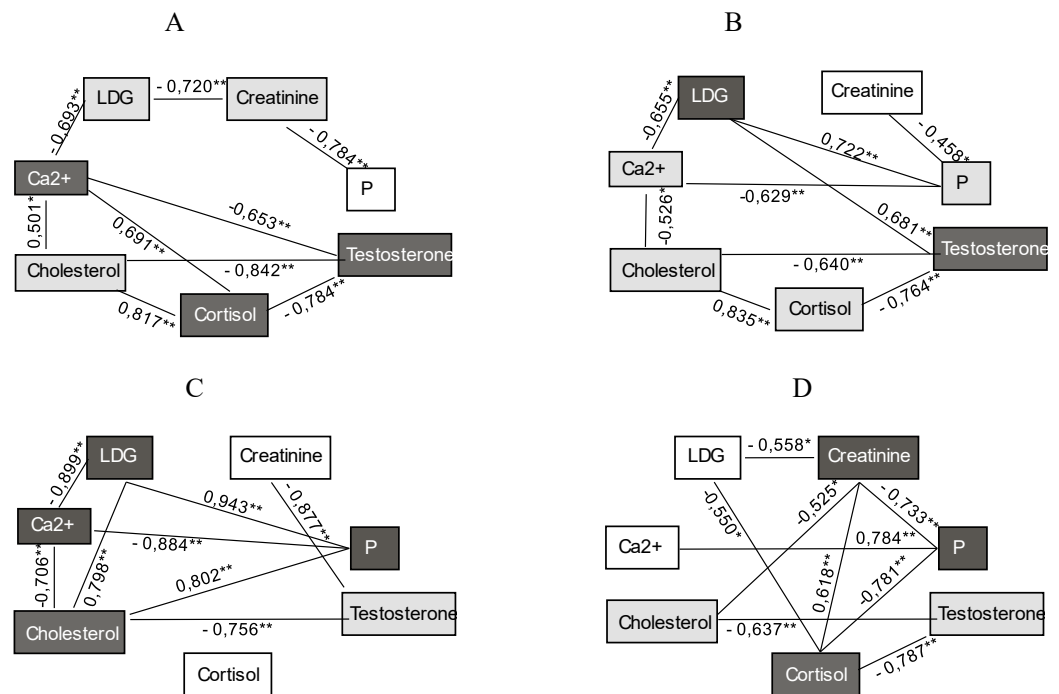 A
LDG
- 0,720**
Creatinine
- 0,693**
- 0,784**
Ca2+
P
0,501*
0,691**
-0,653**
Cholesterol
- 0,842**
Testosterone
0,817**
Cortisol
- 0,784**
B
LDG
Creatinine
-0,655**
0,722**
- 0,458*
Ca2+
P
-0,629**
-0,526*
0,681**
Cholesterol
- 0,640**
Testosterone
0,835**
Cortisol
- 0,764**
C
LDG
Creatinine
- 0,899**
0,943**
- 0,877**
Ca2+
- 0,884**
P
-0,706**
0,798**
0,802**
Testosterone
Cholesterol
- 0,756**
Cortisol
D
LDG
- 0,558*
Creatinine
-0,550*
-0,525*
- 0,733**
Ca2+
0,784**
P
0,618**
-0,781**
Cholesterol
- 0,637**
Testosterone
Cortisol
- 0,787**